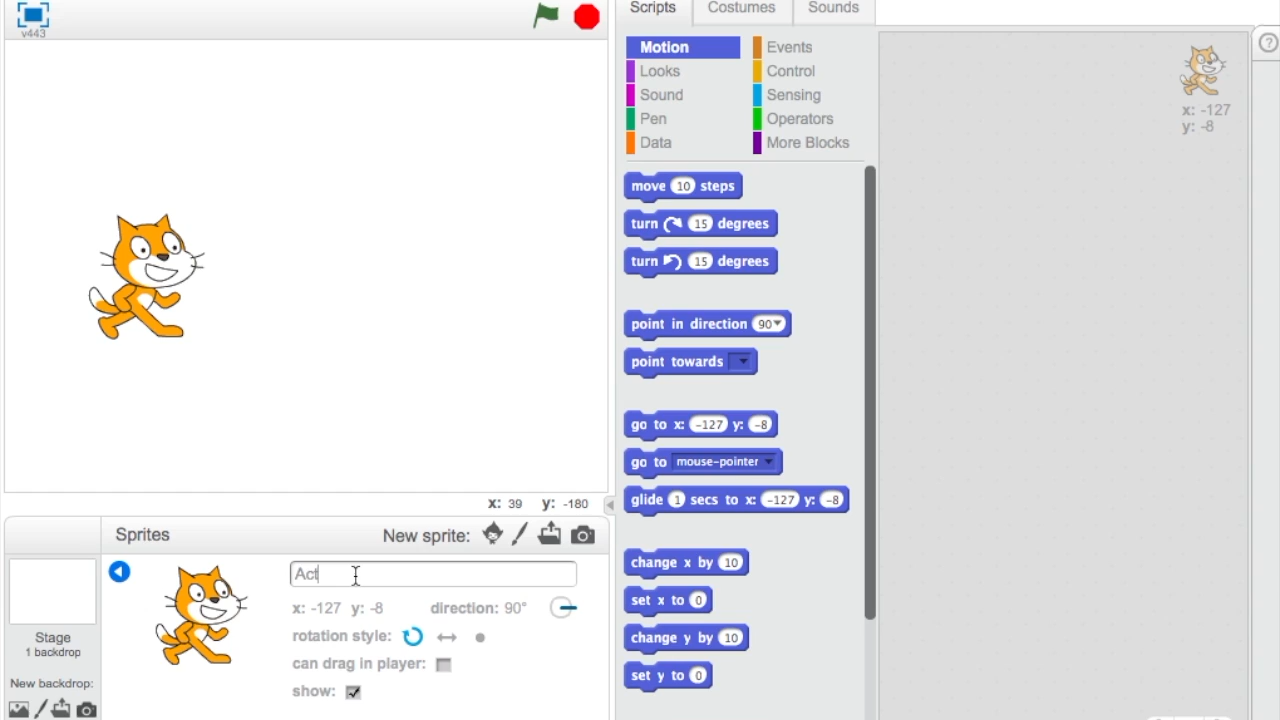 v443
Scripts Costumes Sounds
Motion Events
Looks Control
Sound Sensing
Pen Operators
Data More Blocks
x: -127
y: -8
?
move 10 steps
turn 15 degrees
turn 15 degrees
point in direction 90
point towards
go to x: -127 y: -8
go to mouse-pointer
glide 1 secs to x: -127 y: -8
change x by 10
set x to 0
change y by 10
set y to 0
x: 39 y: -180
Sprites New sprite:
Act
x: -127 y: -8 direction: 90°
rotation style:
can drag in player:
show:
Stage
1 backdrop
New backdrop: